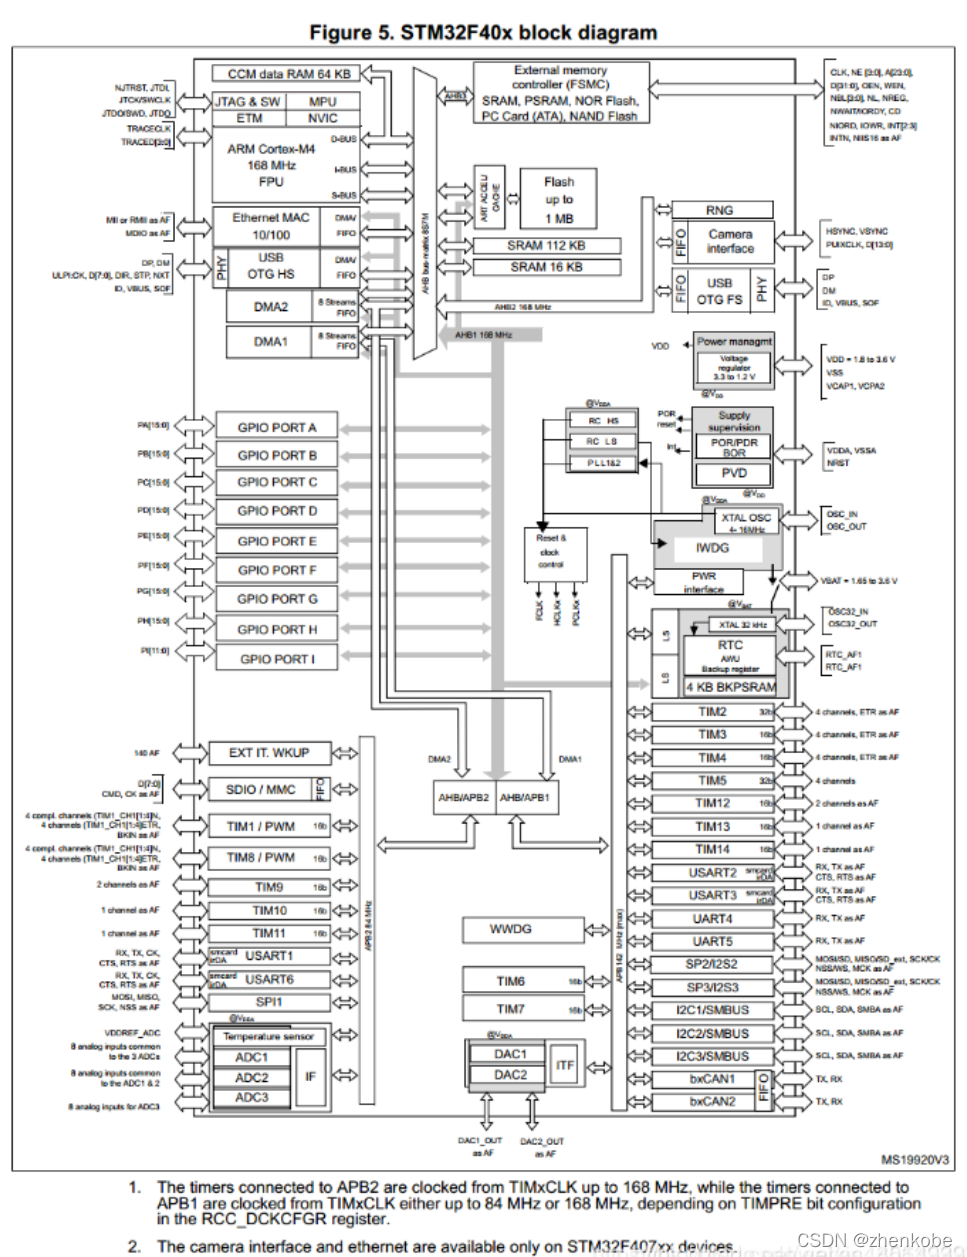 Figure 5. STM32F40x block diagram
CCM data RAM 64 KB
NJTRST, JTDI,
JTCK/SWCLK
JTDO/SWD, JTDO
TRACECLK
TRACED[3:0]
JTAG & SW
MPU
ETM
NVIC
ARM Cortex-M4
168 MHz
FPU
D-BUS
I-BUS
S-BUS
MII or RMII as AF
MDIO as AF
Ethernet MAC
10/100
DMA/
FIFO
DP, DM
ULPI:CK, D[7:0], DIR, STP, NXT
ID, VBUS, SOF
PHY
USB
OTG HS
DMA/
FIFO
DMA2
8 Streams
FIFO
DMA1
8 Streams
FIFO
AHB bus-matrix 8S7M
AHB3
External memory
controller (FSMC)
SRAM, PSRAM, NOR Flash,
PC Card (ATA), NAND Flash
CLK, NE [3:0], A[23:0],
D[31:0], OEN, WEN,
NBL[3:0], NL, NREG,
NWAIT/IORDY, CD
NIORD, IOWR, INT[2:3]
INTN, NIIS16 as AF
ART ACCEL/
CACHE
Flash
up to
1 MB
SRAM 112 KB
SRAM 16 KB
AHB2 168 MHz
AHB1 168 MHz
RNG
FIFO
Camera
interface
HSYNC, VSYNC
PUIXCLK, D[13:0]
FIFO
USB
OTG FS
PHY
DP
DM
ID, VBUS, SOF
VDD
Power managmt
Voltage
regulator
3.3 to 1.2 V
@VDD
VDD = 1.8 to 3.6 V
VSS
VCAP1, VCPA2
@VDDA
RC HS
RC LS
PLL1&2
POR
reset
Int
Supply
supervision
POR/PDR
BOR
PVD
@VDD
VDDA, VSSA
NRST
@VDDA
XTAL OSC
4- 16MHz
IWDG
OSC_IN
OSC_OUT
PWR
interface
VBAT = 1.65 to 3.6 V
Reset &
clock
control
FCLK
HCLKx
PCLKx
@VBAT
LS
LS
XTAL 32 kHz
OSC32_IN
OSC32_OUT
RTC
AWU
Backup register
RTC_AF1
RTC_AF1
4 KB BKPSRAM
PA[15:0]
GPIO PORT A
PB[15:0]
GPIO PORT B
PC[15:0]
GPIO PORT C
PD[15:0]
GPIO PORT D
PE[15:0]
GPIO PORT E
PF[15:0]
GPIO PORT F
PG[15:0]
GPIO PORT G
PH[15:0]
GPIO PORT H
PI[11:0]
GPIO PORT I
DMA2
DMA1
AHB/APB2
AHB/APB1
140 AF
EXT IT. WKUP
D[7:0]
CMD, CK as AF
SDIO / MMC
FIFO
4 compl. channels (TIM1_CH1[1:4]N,
4 channels (TIM1_CH1[1:4]ETR,
BKIN as AF
TIM1 / PWM
16b
4 compl. channels (TIM1_CH1[1:4]N,
4 channels (TIM1_CH1[1:4]ETR,
BKIN as AF
TIM8 / PWM
16b
2 channels as AF
TIM9
16b
1 channel as AF
TIM10
16b
1 channel as AF
TIM11
16b
RX, TX, CK,
CTS, RTS as AF
smcard
irDA
USART1
RX, TX, CK,
CTS, RTS as AF
smcard
irDA
USART6
MOSI, MISO,
SCK, NSS as AF
SPI1
@VDDA
VDDREF_ADC
Temperature sensor
8 analog inputs common
to the 3 ADCs
ADC1
8 analog inputs common
to the ADC1 & 2
ADC2
8 analog inputs for ADC3
ADC3
IF
APB2 84 MHz
WWDG
TIM6
16b
TIM7
16b
@VDDA
DAC1
DAC2
ITF
DAC1_OUT
as AF
DAC2_OUT
as AF
APB142 MHz (max)
TIM2
32b
4 channels, ETR as AF
TIM3
16b
4 channels, ETR as AF
TIM4
16b
4 channels, ETR as AF
TIM5
32b
4 channels
TIM12
16b
2 channels as AF
TIM13
16b
1 channel as AF
TIM14
16b
1 channel as AF
USART2
smcard
irDA
RX, TX as AF
CTS, RTS as AF
USART3
smcard
irDA
RX, TX as AF
CTS, RTS as AF
UART4
RX, TX as AF
UART5
RX, TX as AF
SP2/I2S2
MOSI/SD, MISO/SD_ext, SCK/CK
NSS/WS, MCK as AF
SP3/I2S3
MOSI/SD, MISO/SD_ext, SCK/CK
NSS/WS, MCK as AF
I2C1/SMBUS
SCL, SDA, SMBA as AF
I2C2/SMBUS
SCL, SDA, SMBA as AF
I2C3/SMBUS
SCL, SDA, SMBA as AF
bxCAN1
TX, RX
bxCAN2
FIFO
TX, RX
MS19920V3
1. The timers connected to APB2 are clocked from TIMxCLK up to 168 MHz, while the timers connected to
APB1 are clocked from TIMxCLK either up to 84 MHz or 168 MHz, depending on TIMPRE bit configuration
in the RCC_DCKCFGR register.
2. The camera interface and ethernet are available only on STM32F407xx devices.
CSDN @zhenkobe